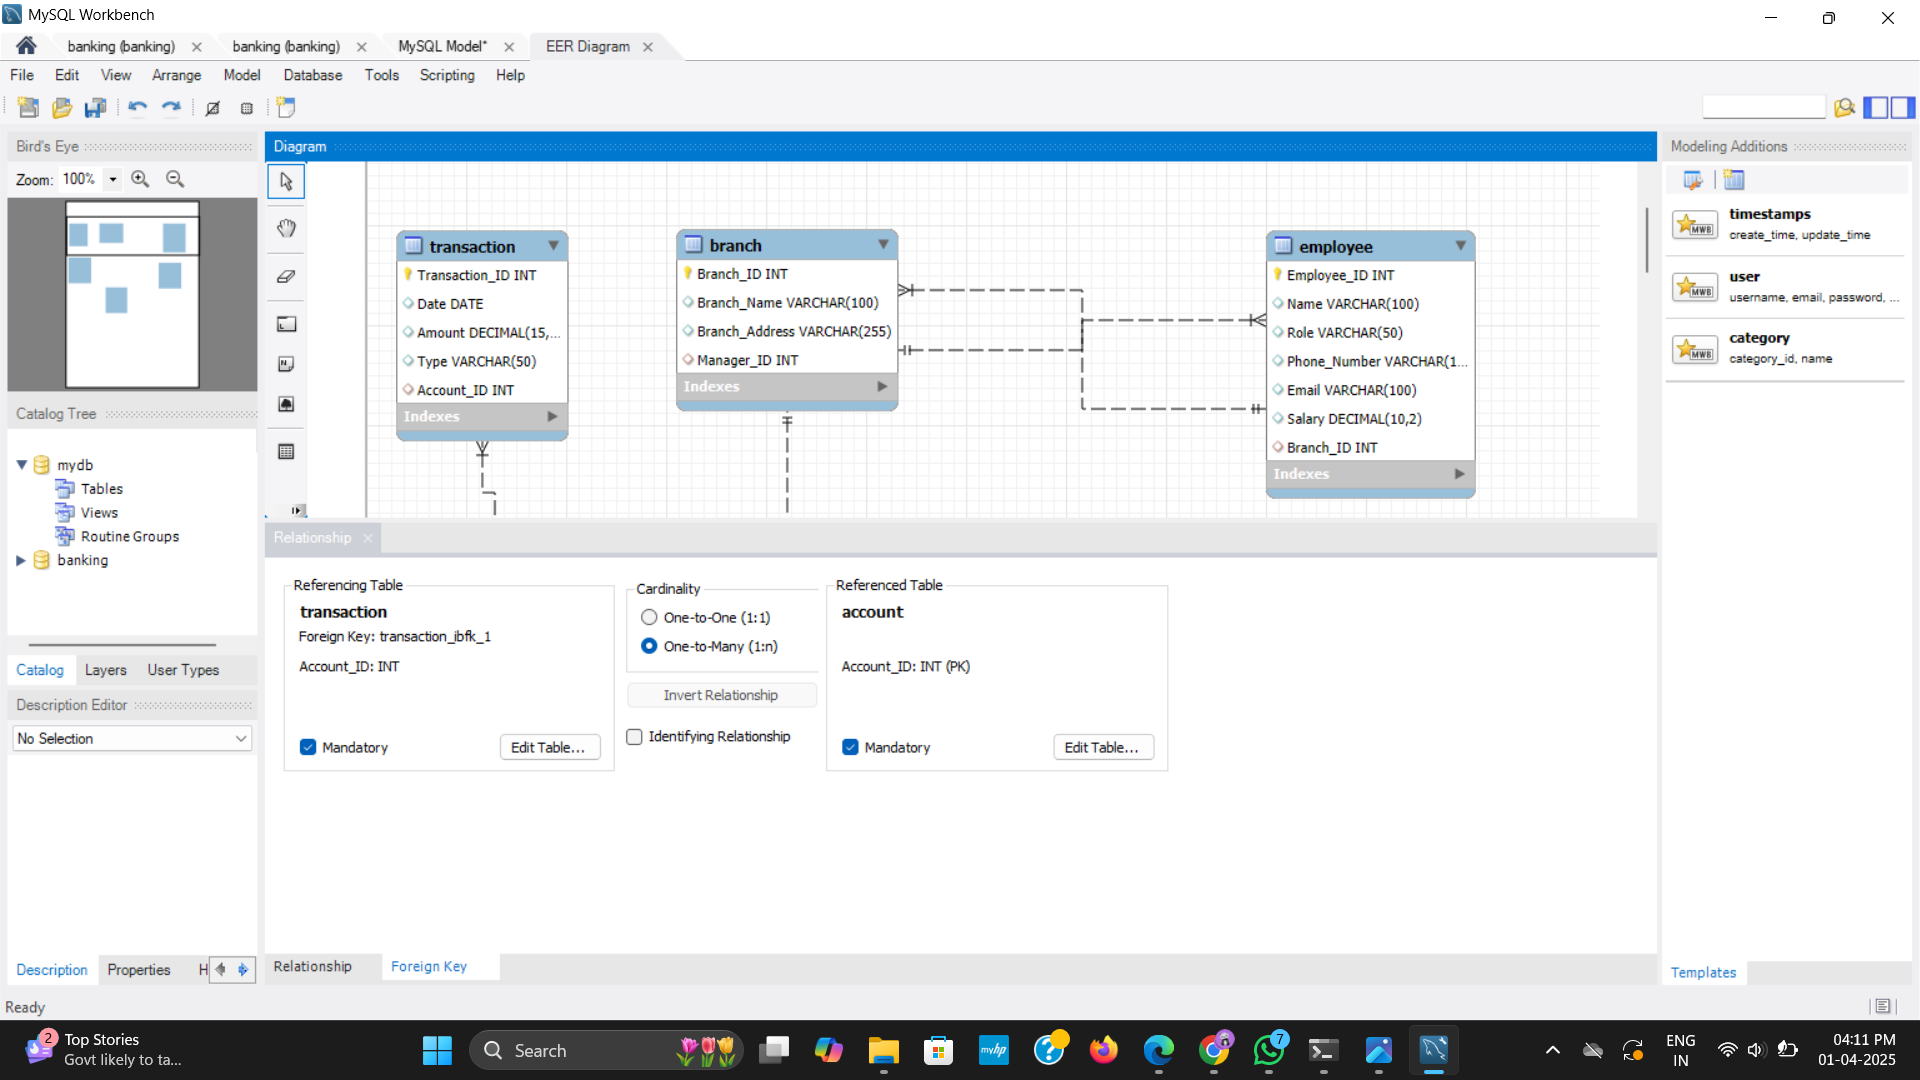 MySQL Workbench
banking (banking)
banking (banking)
MySQL Model*
EER Diagram
File Edit View Arrange Model Database Tools Scripting Help
Bird's Eye
Zoom: 100%
Catalog Tree
mydb
Tables
Views
Routine Groups
banking
Catalog Layers User Types
Description Editor
No Selection
Description Properties H
Diagram
transaction
Transaction_ID INT
Date DATE
Amount DECIMAL(15,...
Type VARCHAR(50)
Account_ID INT
Indexes
branch
Branch_ID INT
Branch_Name VARCHAR(100)
Branch_Address VARCHAR(255)
Manager_ID INT
Indexes
employee
Employee_ID INT
Name VARCHAR(100)
Role VARCHAR(50)
Phone_Number VARCHAR(1...
Email VARCHAR(100)
Salary DECIMAL(10,2)
Branch_ID INT
Indexes
Relationship
Referencing Table
transaction
Foreign Key: transaction_ibfk_1
Account_ID: INT
Mandatory
Edit Table...
Cardinality
One-to-One (1:1)
One-to-Many (1:n)
Invert Relationship
Identifying Relationship
Referenced Table
account
Account_ID: INT (PK)
Mandatory
Edit Table...
Relationship Foreign Key
Modeling Additions
MWB
timestamps
create_time, update_time
MWB
user
username, email, password, ...
MWB
category
category_id, name
Templates
Ready
2
Top Stories
Govt likely to ta...
Search
myhp
7
ENG
IN
04:11 PM
01-04-2025